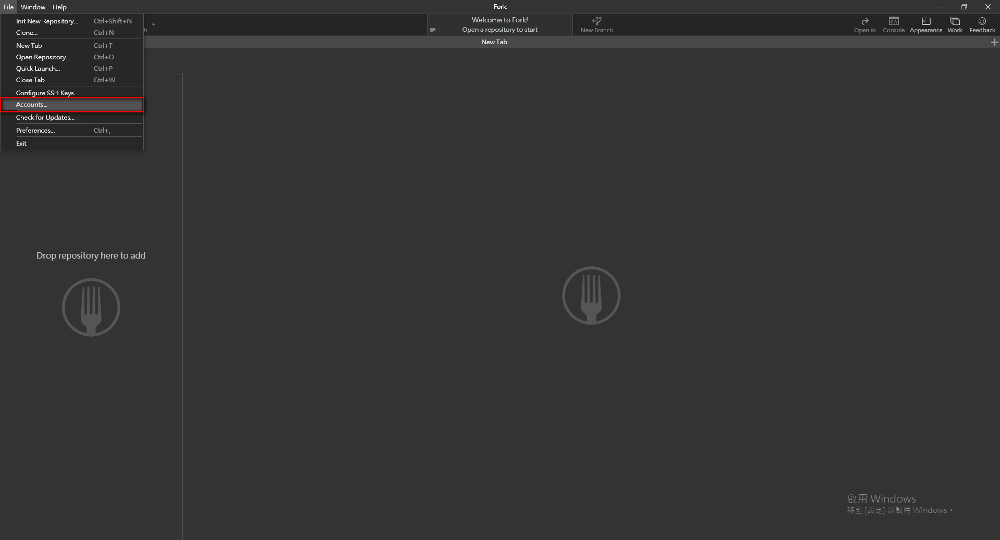 File Window Help
Fork
Init New Repository... Ctrl+Shift+N
Clone... Ctrl+N
New Tab Ctrl+T
Open Repository... Ctrl+O
Quick Launch... Ctrl+P
Close Tab Ctrl+W
Configure SSH Keys...
Accounts...
Check for Updates...
Preferences... Ctrl+,
Exit
h
Welcome to Fork!
Open a repository to start
New Branch
Open in
C:\
Console
Appearance
Work
Feedback
New Tab
Drop repository here to add
啟用 Windows
移至 [設定] 以啟用 Windows。